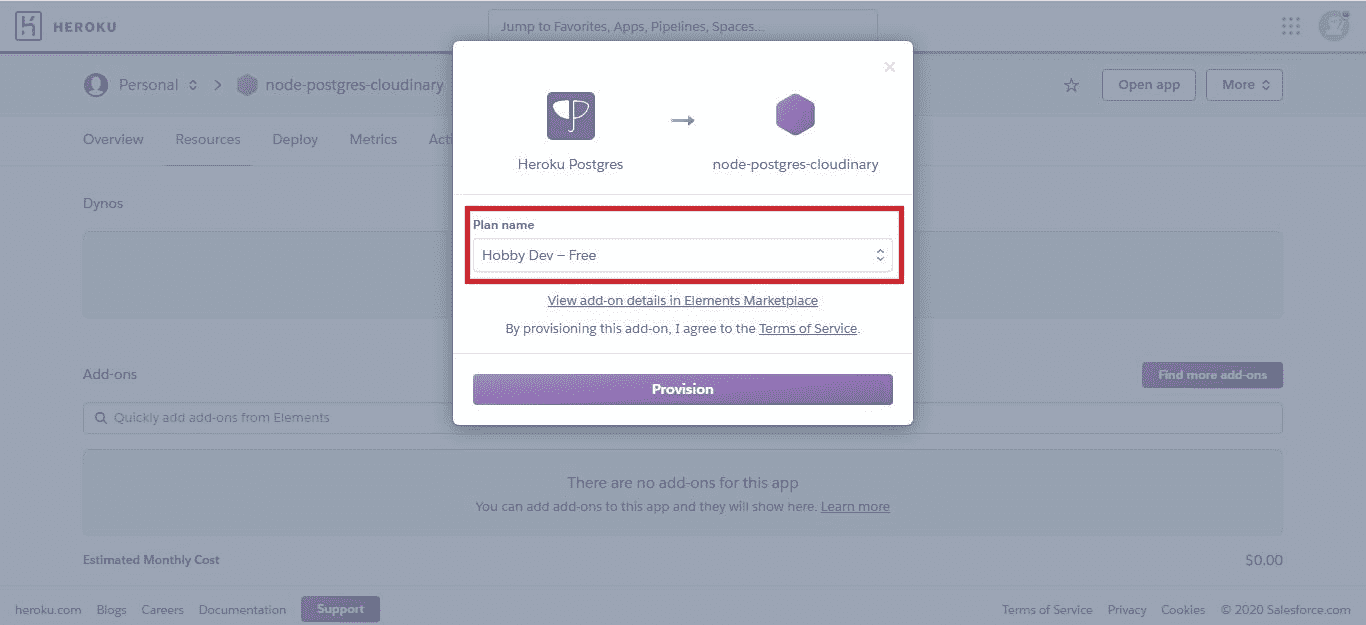 HEROKU
Jump to Favorites, Apps, Pipelines, Spaces...
Personal
node-postgres-cloudinary
Open app
More
Overview
Resources
Deploy
Metrics
Acti
Heroku Postgres
node-postgres-cloudinary
Dynos
Plan name
Hobby Dev – Free
View add-on details in Elements Marketplace
By provisioning this add-on, I agree to the Terms of Service.
Add-ons
Find more add-ons
Provision
Quickly add add-ons from Elements
There are no add-ons for this app
You can add add-ons to this app and they will show here. Learn more
Estimated Monthly Cost
$0.00
heroku.com
Blogs
Careers
Documentation
Support
Terms of Service
Privacy
Cookies
© 2020 Salesforce.com